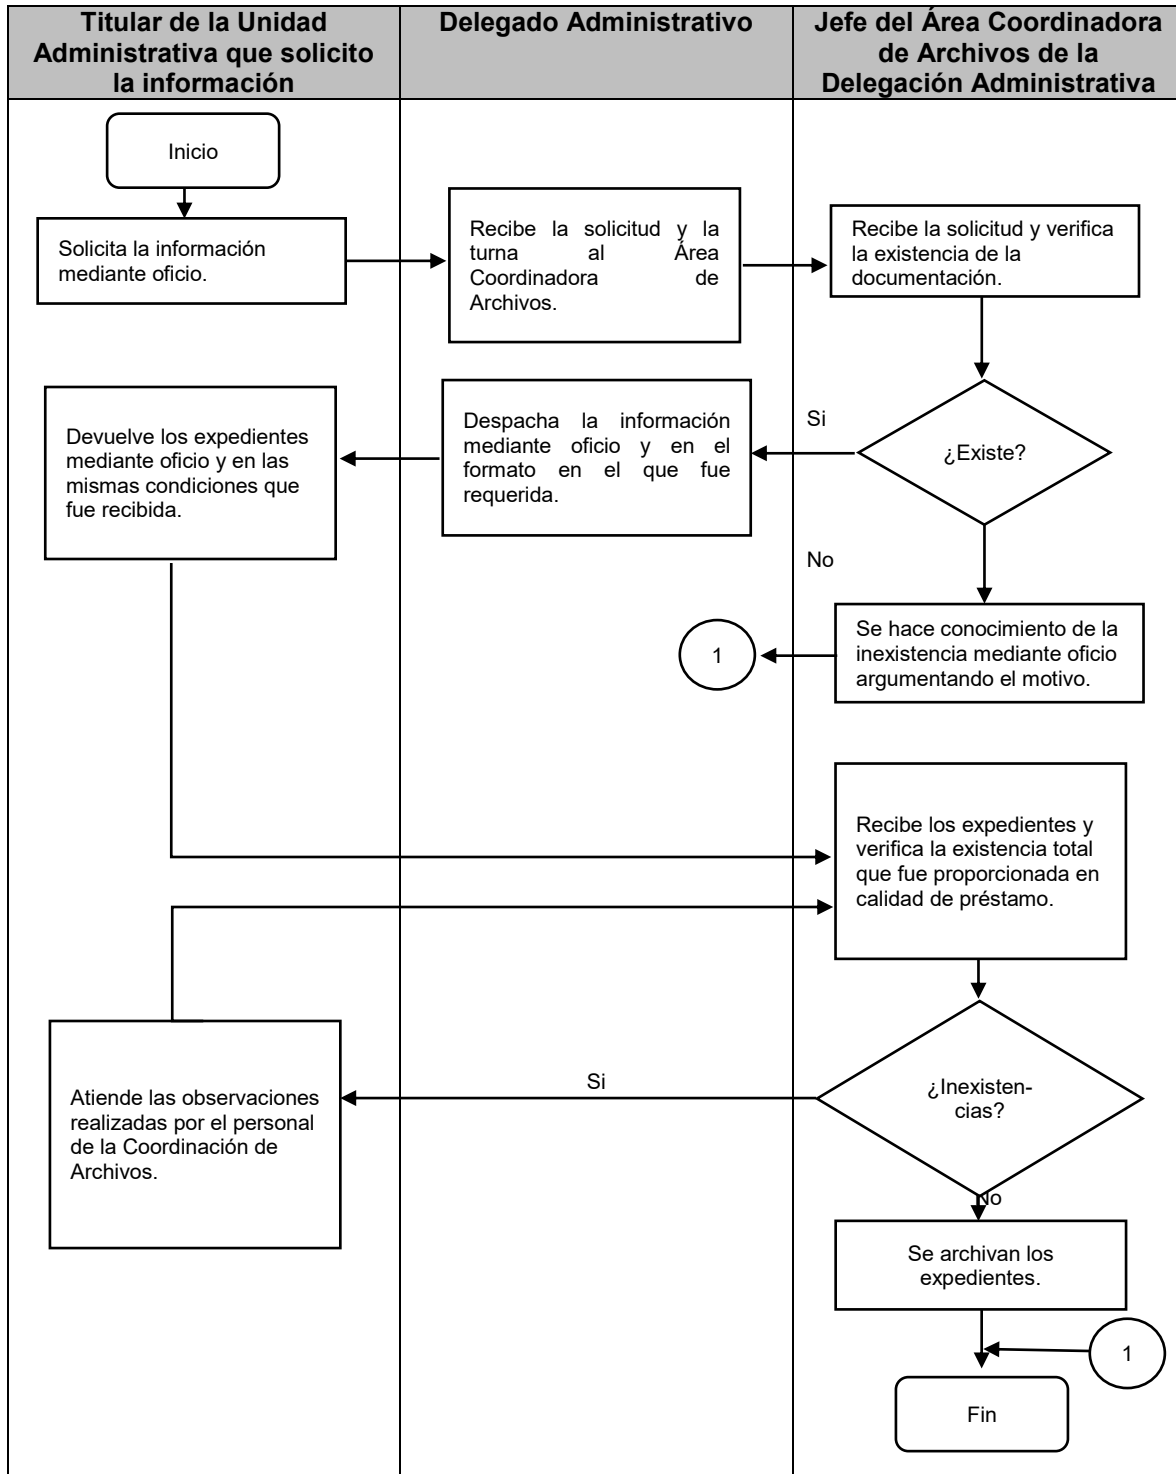 Titular de la Unidad
Administrativa que solicito
la información
Delegado Administrativo
Jefe del Área Coordinadora
de Archivos de la
Delegación Administrativa
Inicio
Solicita la información
mediante oficio.
Recibe la solicitud y la
turna al Área
Coordinadora de
Archivos.
Recibe la solicitud y verifica
la existencia de la
documentación.
Devuelve los expedientes
mediante oficio y en las
mismas condiciones que
fue recibida.
Despacha la información
mediante oficio y en el
formato en el que fue
requerida.
Si
¿Existe?
No
1
Se hace conocimiento de la
inexistencia mediante oficio
argumentando el motivo.
Recibe los expedientes y
verifica la existencia total
que fue proporcionada en
calidad de préstamo.
Atiende las observaciones
realizadas por el personal
de la Coordinación de
Archivos.
Si
¿Inexisten-
cias?
No
Se archivan los
expedientes.
1
Fin